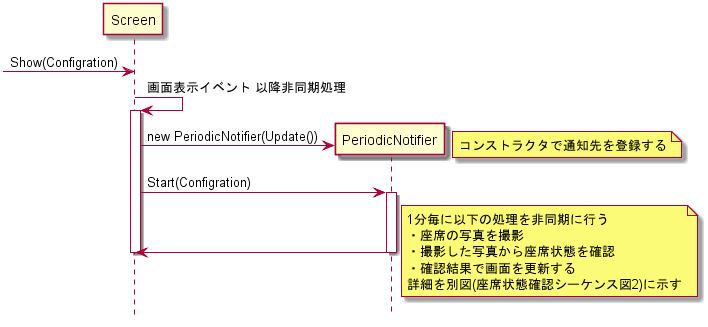 Screen
Show(Configration)
画面表示イベント 以降非同期処理
new PeriodicNotifier(Update())
PeriodicNotifier
コンストラクタで通知先を登録する
Start(Configration)
1分毎に以下の処理を非同期に行う
・座席の写真を撮影
・撮影した写真から座席状態を確認
・確認結果で画面を更新する
詳細を別図(座席状態確認シーケンス図2)に示す